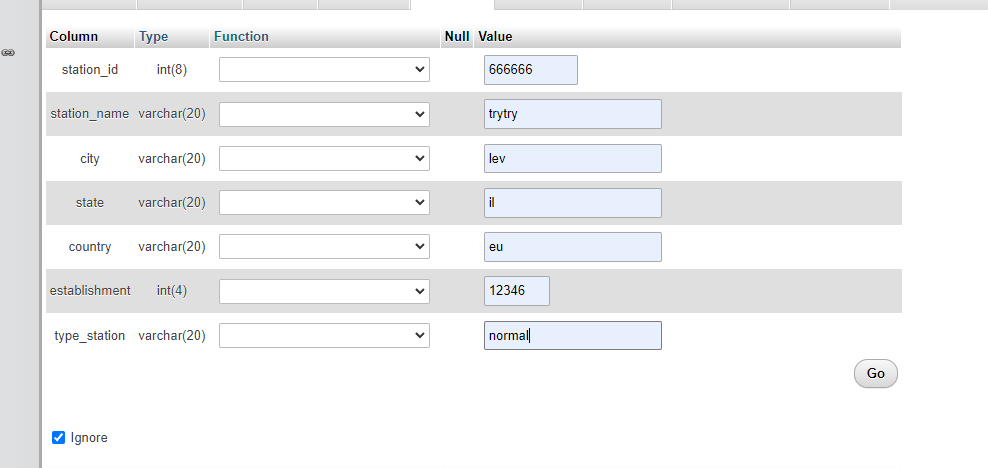 Column Type Function Null Value
station_id int(8) 666666
station_name varchar(20) trytry
city varchar(20) lev
state varchar(20) il
country varchar(20) eu
establishment int(4) 12346
type_station varchar(20) normal
Go
Ignore